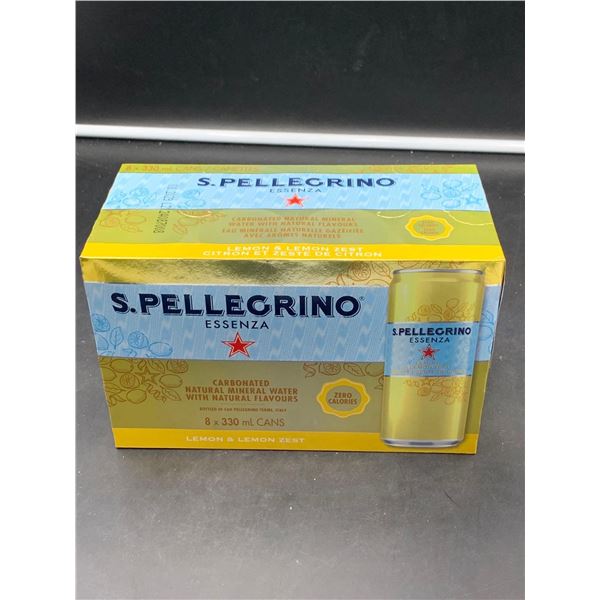 8 x 330 mL CANS
S.PELLEGRINO
ESSENZA
CARBONATED NATURAL MINERAL
WATER WITH NATURAL FLAVOURS
EAU MINÉRALE NATURELLE GAZÉIFIÉE
AVEC ARÔMES NATURELS
LEMON & LEMON ZEST
CITRON ET ZESTE DE CITRON
S.PELLEGRINO®
ESSENZA
CARBONATED
NATURAL MINERAL WATER
WITH NATURAL FLAVOURS
BOTTLED IN SAN PELLEGRINO TERME, ITALY
8 x 330 mL CANS
ZERO
CALORIES
LEMON & LEMON ZEST
S.PELLEGRINO
ESSENZA